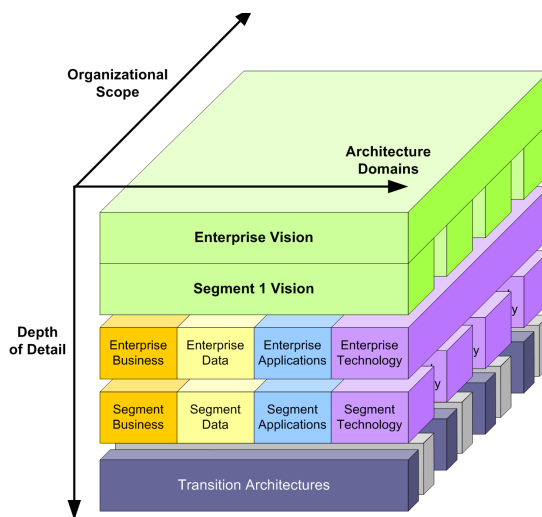 Organizational
Scope
Architecture
Domains
Enterprise Vision
Segment 1 Vision
Depth
of Detail
Enterprise
Business
Enterprise
Data
Enterprise
Applications
Enterprise
Technology
Segment
Business
Segment
Data
Segment
Applications
Segment
Technology
Transition Architectures